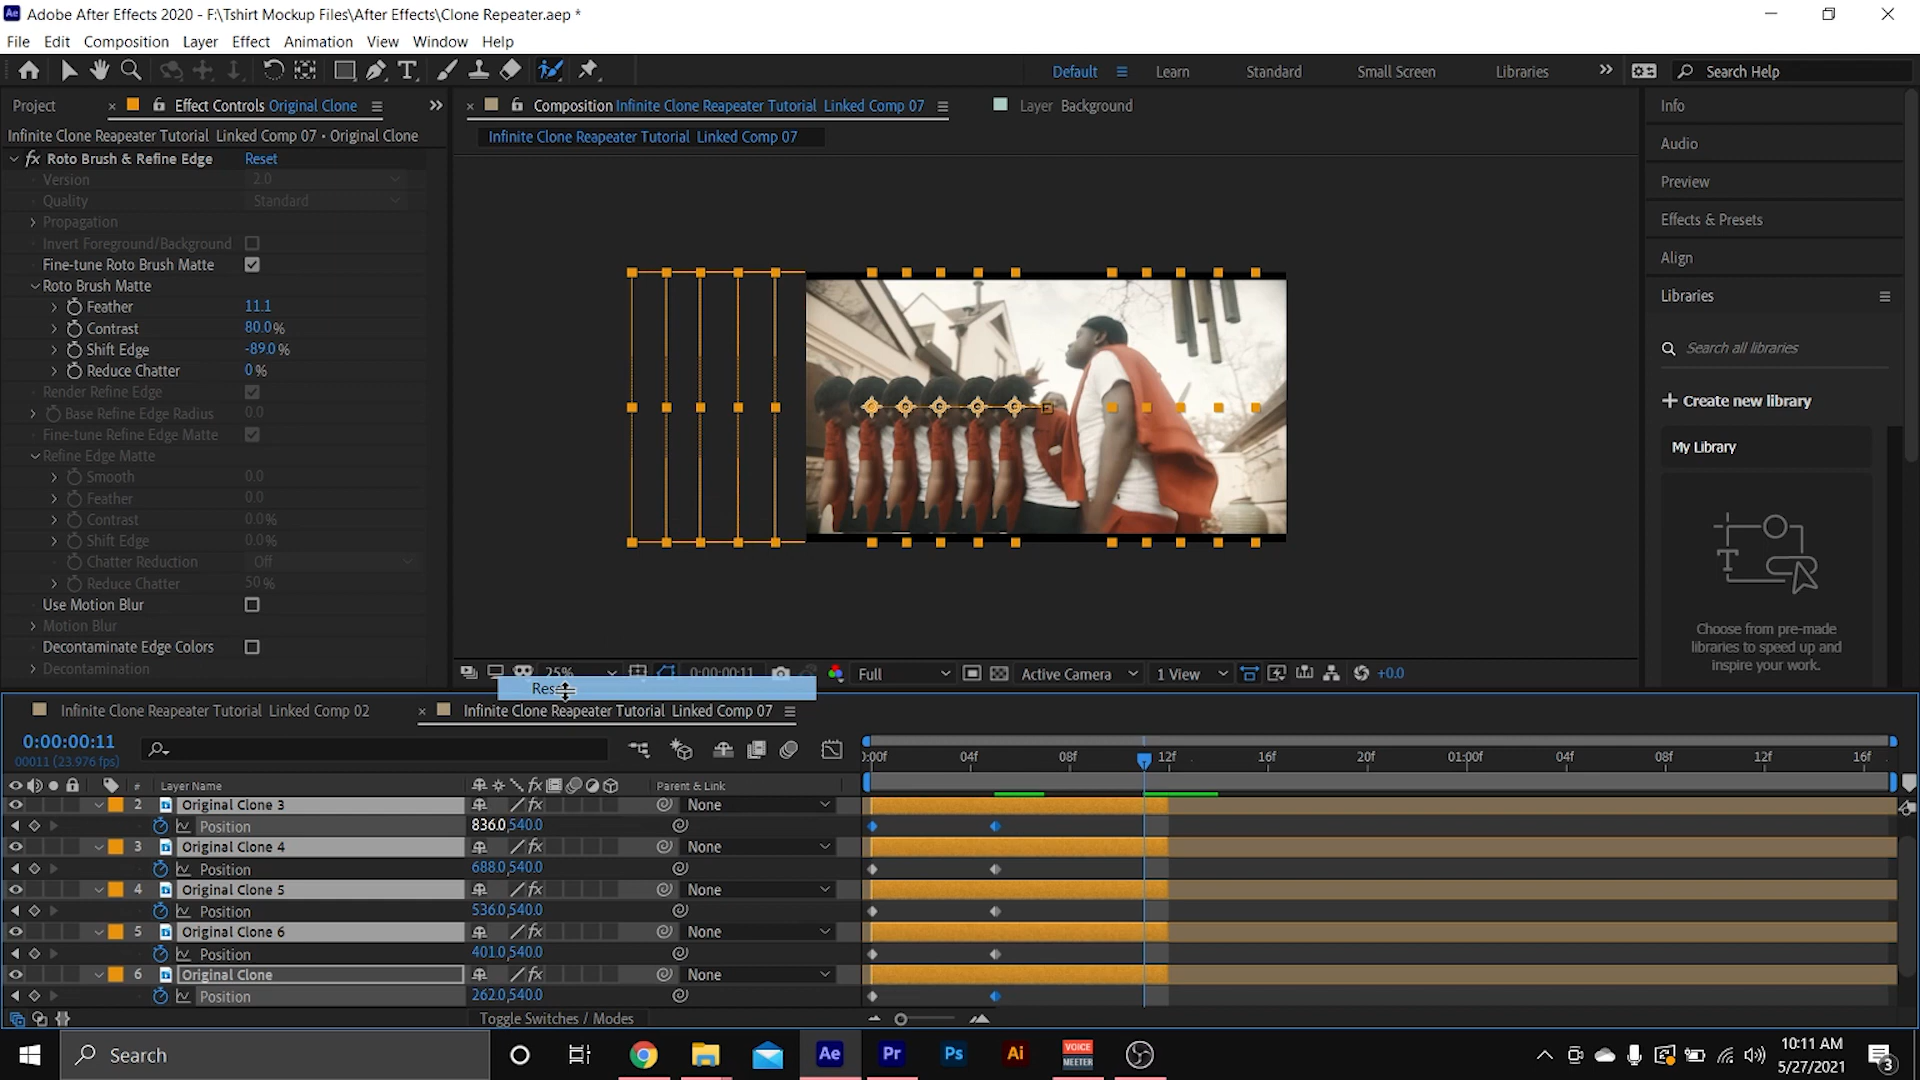 Adobe After Effects 2020 - F:\Tshirt Mockup Files\After Effects\Clone Repeater.aep *
File Edit Composition Layer Effect Animation View Window Help
Default Learn Standard Small Screen Libraries Search Help
Project Effect Controls Original Clone
Composition Infinite Clone Reapeater Tutorial Linked Comp 07
Layer Background
Infinite Clone Reapeater Tutorial Linked Comp 07 • Original Clone
Infinite Clone Reapeater Tutorial Linked Comp 07
fx Roto Brush & Refine Edge Reset
Version 2.0
Quality Standard
Propagation
Invert Foreground/Background
Fine-tune Roto Brush Matte
Roto Brush Matte
Feather 11.1
Contrast 80.0%
Shift Edge -89.0%
Reduce Chatter 0%
Render Refine Edge
Base Refine Edge Radius 0.0
Fine-tune Refine Edge Matte
Refine Edge Matte
Smooth 0.0
Feather 0.0
Contrast 0.0%
Shift Edge 0.0%
Chatter Reduction Off
Reduce Chatter 50%
Use Motion Blur
Motion Blur
Decontaminate Edge Colors
Decontamination
Info
Audio
Preview
Effects & Presets
Align
Libraries
Search all libraries
+ Create new library
My Library
Choose from pre-made
libraries to speed up and
inspire your work.
25% 0:00:00:11 Full Active Camera 1 View +0.0
Infinite Clone Reapeater Tutorial Linked Comp 02
Infinite Clone Reapeater Tutorial Linked Comp 07
0:00:00:11
00011 (23.976 fps)
04f 08f 12f 16f 20f 01:00f 04f 08f 12f 16f
# Layer Name Parent & Link
2 Original Clone 3 None
Position 836.0,540.0
3 Original Clone 4 None
Position 688.0,540.0
4 Original Clone 5 None
Position 536.0,540.0
5 Original Clone 6 None
Position 401.0,540.0
6 Original Clone None
Position 262.0,540.0
Toggle Switches / Modes
Search
Ae Pr Ps Ai VOICE MEETER
10:11 AM
5/27/2021
3